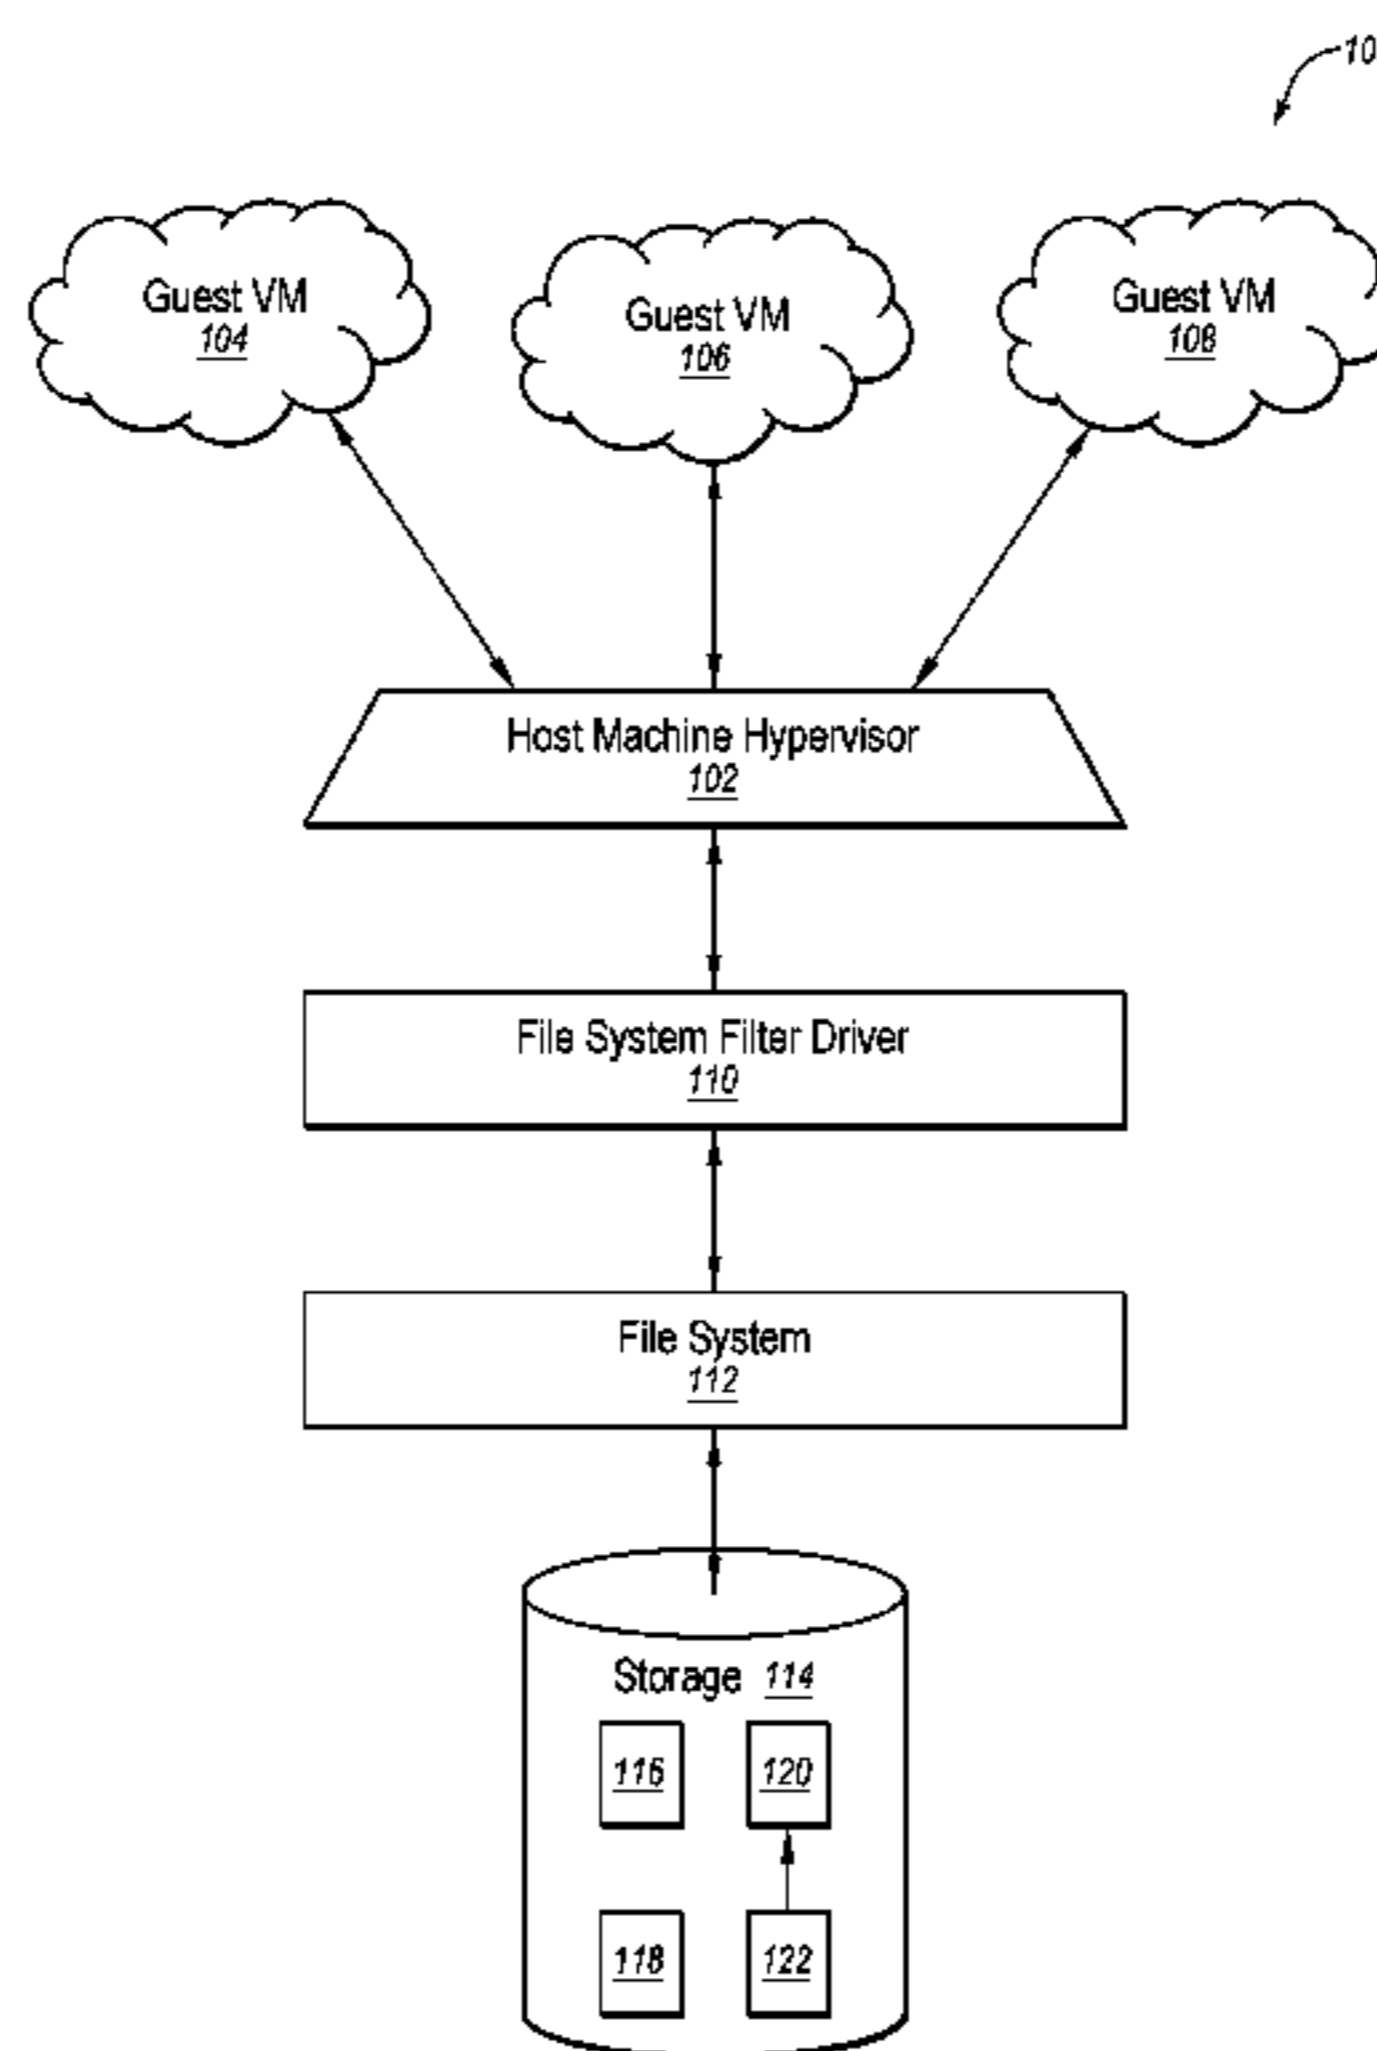 10
Guest VM
104
Guest VM
106
Guest VM
108
Host Machine Hypervisor
102
File System Filter Driver
110
File System
112
Storage 114
116 120
118 122